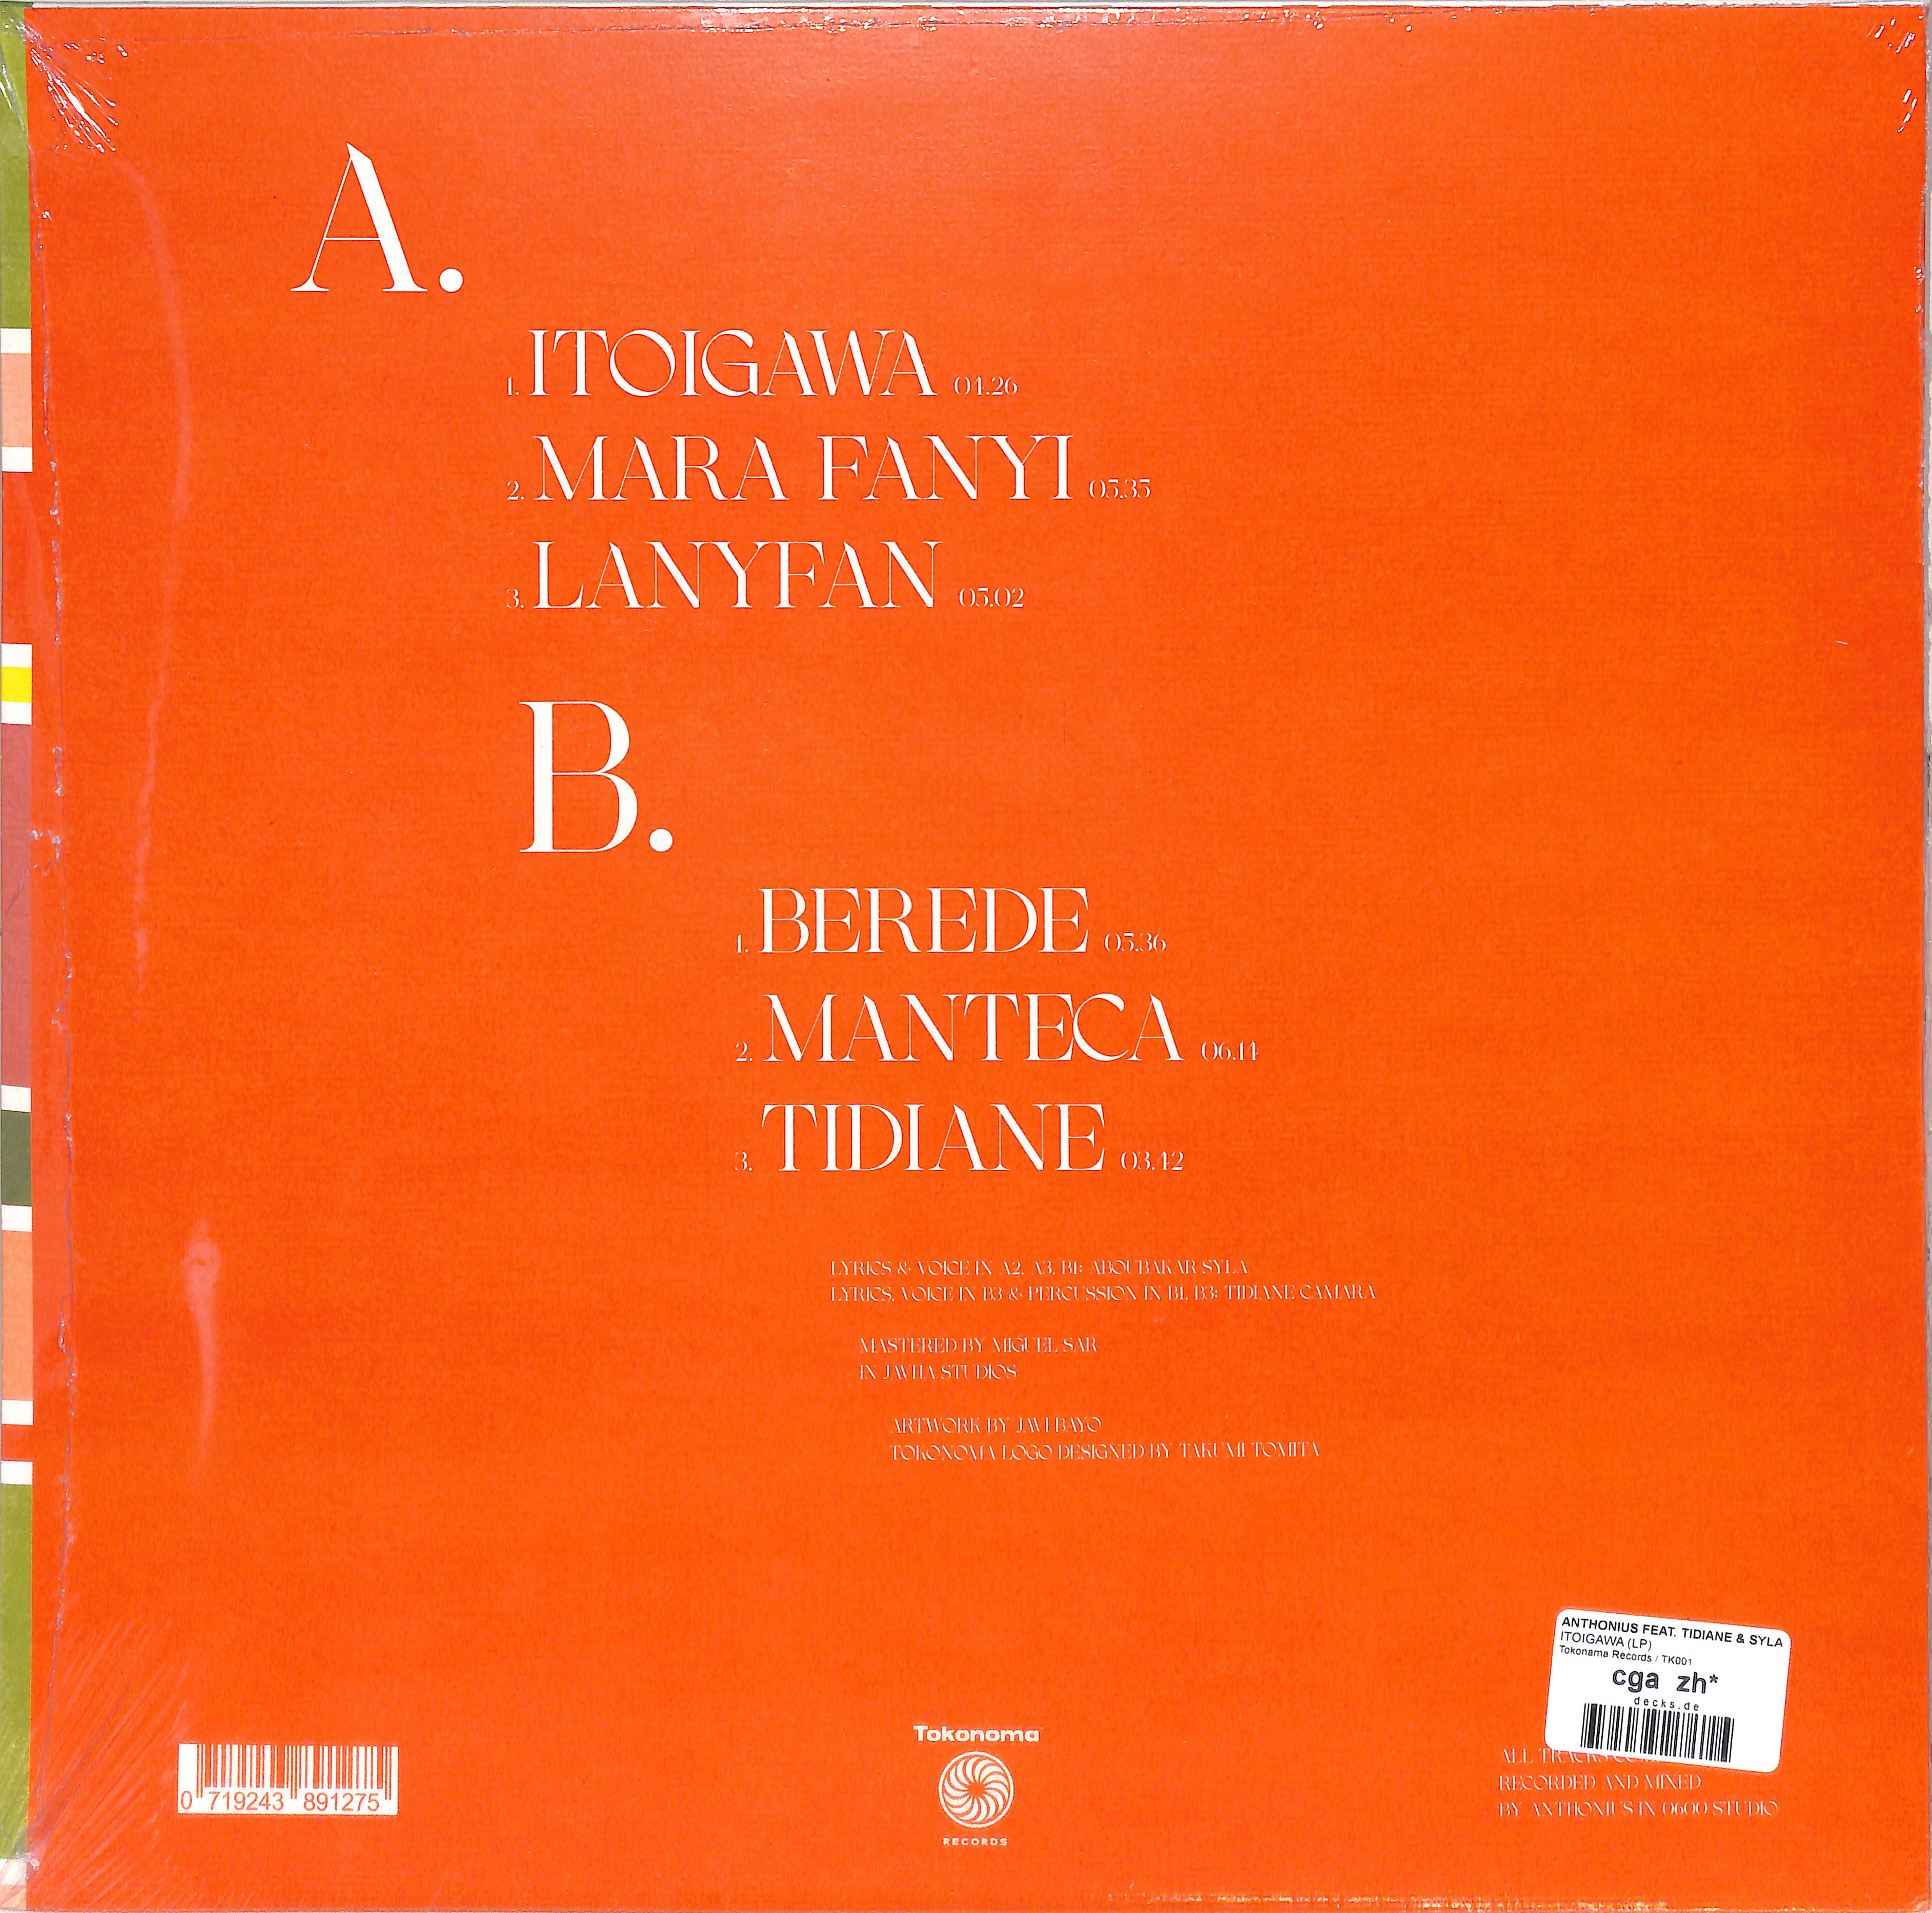 A.
1. ITOIGAWA 04.26
2. MARA FANYI 05.35
3. LANYFAN 05.02
B.
1. BEREDE 05.36
2. MANTECA 06.14
3. TIDIANE 03.42
LYRICS & VOICE IN A2, A3, B1: ABOUBAKAR SYLA
LYRICS, VOICE IN B3 & PERCUSSION IN B1, B3: TIDIANE CAMARA
MASTERED BY MIGUEL SAR
IN JAVIIA STUDIOS
ARTWORK BY JAVI BAYO
TOKONOMA LOGO DESIGNED BY TAKUMI TOMITA
ANTHONIUS FEAT. TIDIANE & SYLA
ITOIGAWA (LP)
Tokonama Records / TK001
cga zh*
decks.de
0 719243 891275
Tokonoma
RECORDS
ALL TRACKS
RECORDED AND MIXED
BY ANTHONIUS IN 0600 STUDIO